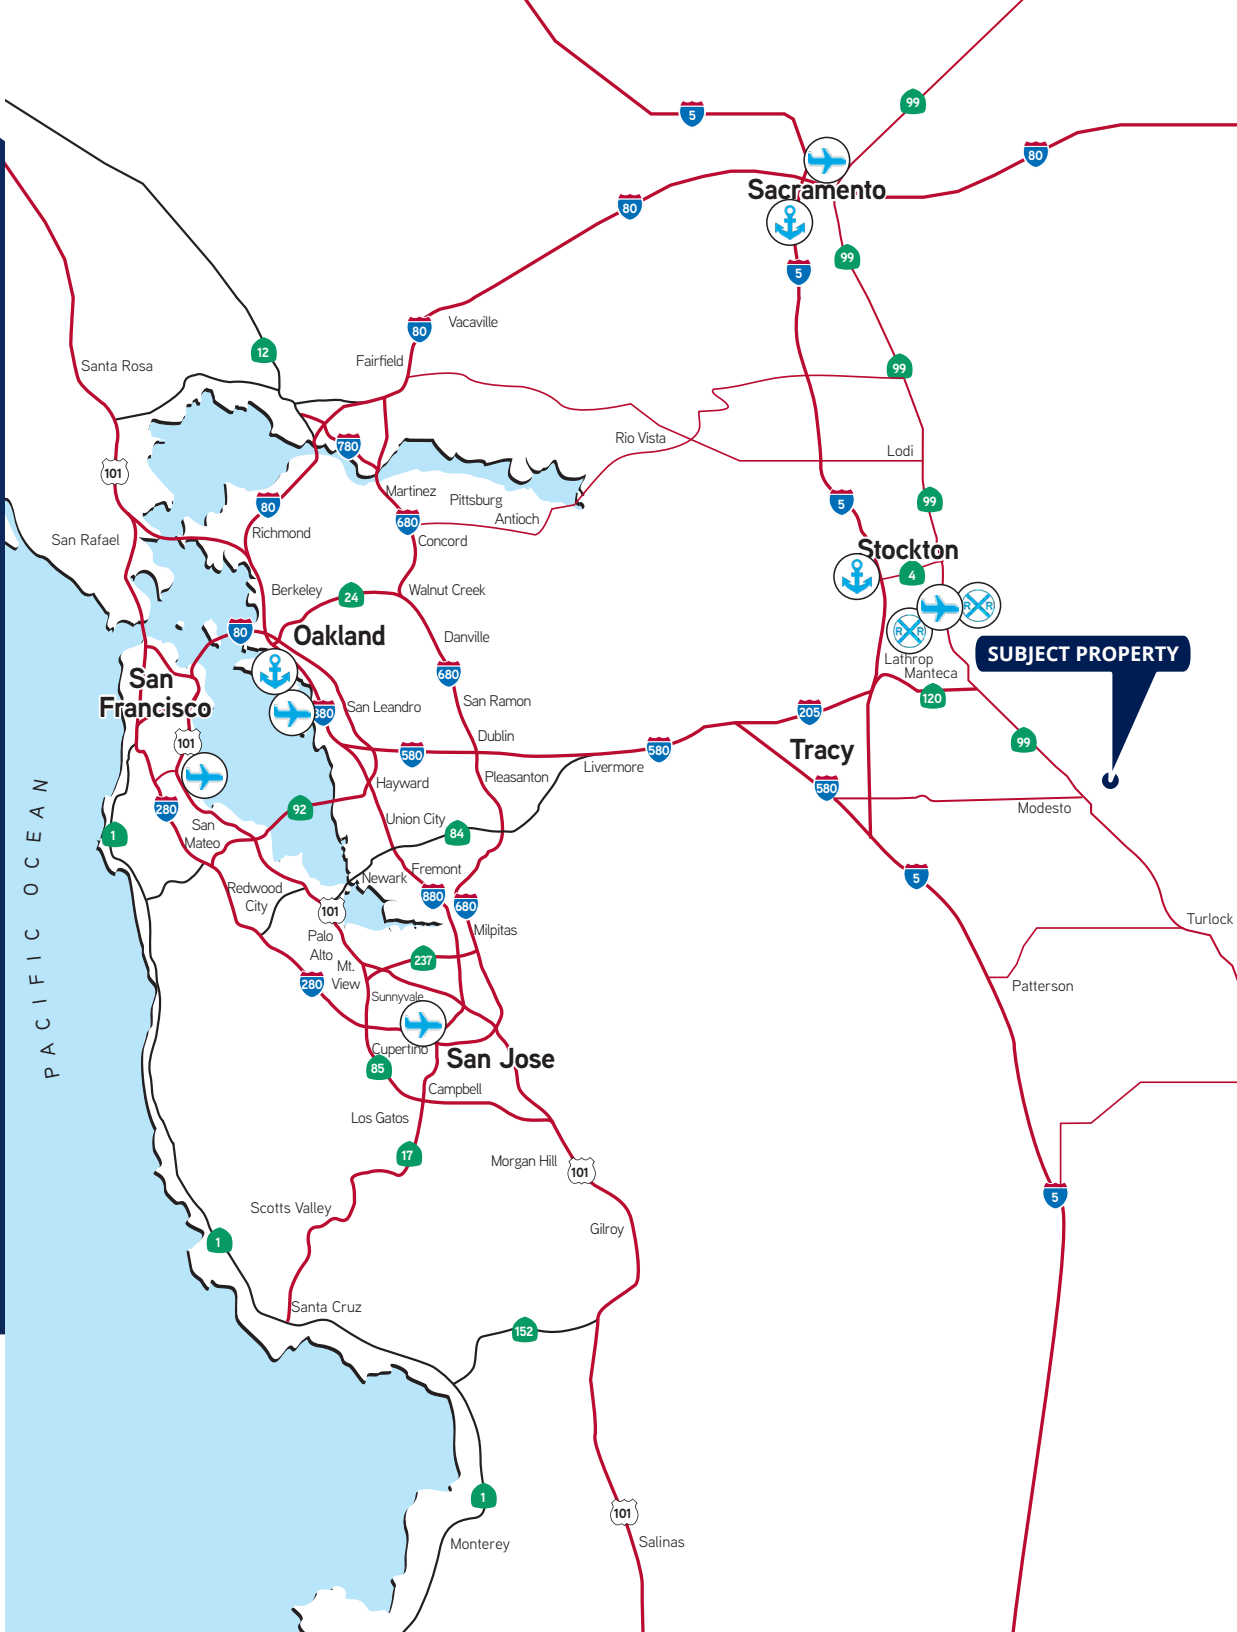 5
99
80
Sacramento
80
99
5
80
Vacaville
12
Fairfield
Santa Rosa
99
780
Rio Vista
Lodi
101
Martinez
Pittsburg
80
5
99
Antioch
680
Richmond
San Rafael
Concord
Stockton
4
Berkeley
24
Walnut Creek
R R
R R
80
Oakland
Danville
SUBJECT PROPERTY
Lathrop
Manteca
680
San
Francisco
San Ramon
120
San Leandro
880
205
Dublin
101
580
580
99
Tracy
Livermore
Pleasanton
Hayward
580
PACIFIC OCEAN
280
92
Modesto
Union City
84
1
San
Mateo
Fremont
Newark
5
Redwood
City
880
680
101
Turlock
Milpitas
Palo
Alto
237
Mt.
View
280
Patterson
Sunnyvale
Cupertino
San Jose
85
Campbell
Los Gatos
17
Morgan Hill
101
5
Scotts Valley
Gilroy
1
Santa Cruz
152
1
101
Monterey
Salinas